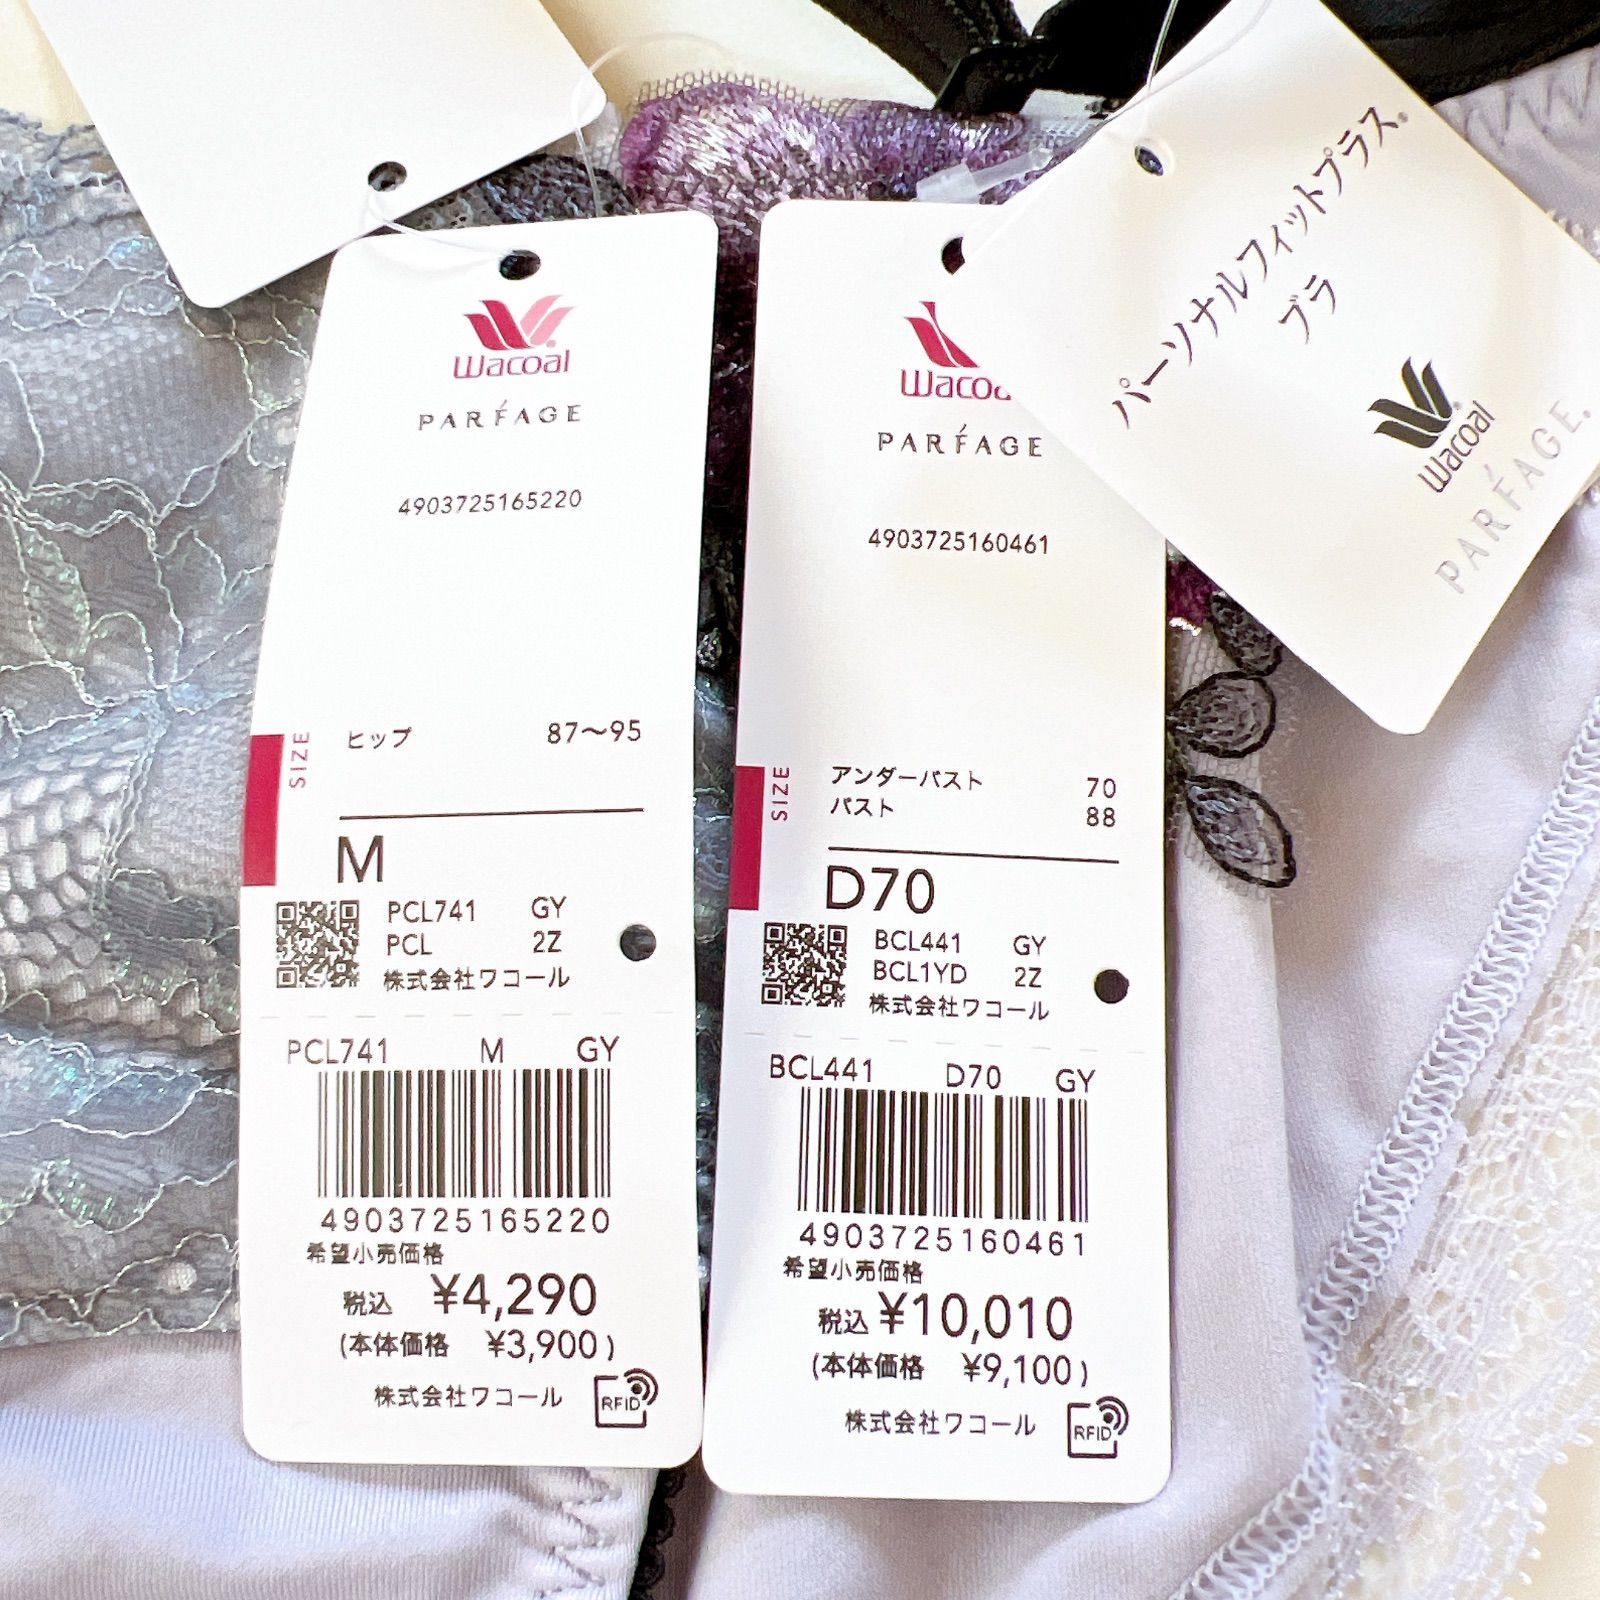 Wacoal
PARFAGE
4903725165220
SIZE
ヒップ 87〜95
M
PCL741 GY
PCL 2Z
株式会社ワコール
PCL741 M GY
4903725165220
希望小売価格
税込 ¥4,290
(本体価格 ¥3,900)
株式会社ワコール
RFID
PARFAGE
4903725160461
SIZE
アンダーバスト 70
バスト 88
D70
BCL441 GY
BCL1YD 2Z
株式会社ワコール
BCL441 D70 GY
4903725160461
希望小売価格
税込 ¥10,010
(本体価格 ¥9,100)
株式会社ワコール
RFID
パーソナルフィットプラス®
ブラ
Wacoal
PARFAGE®